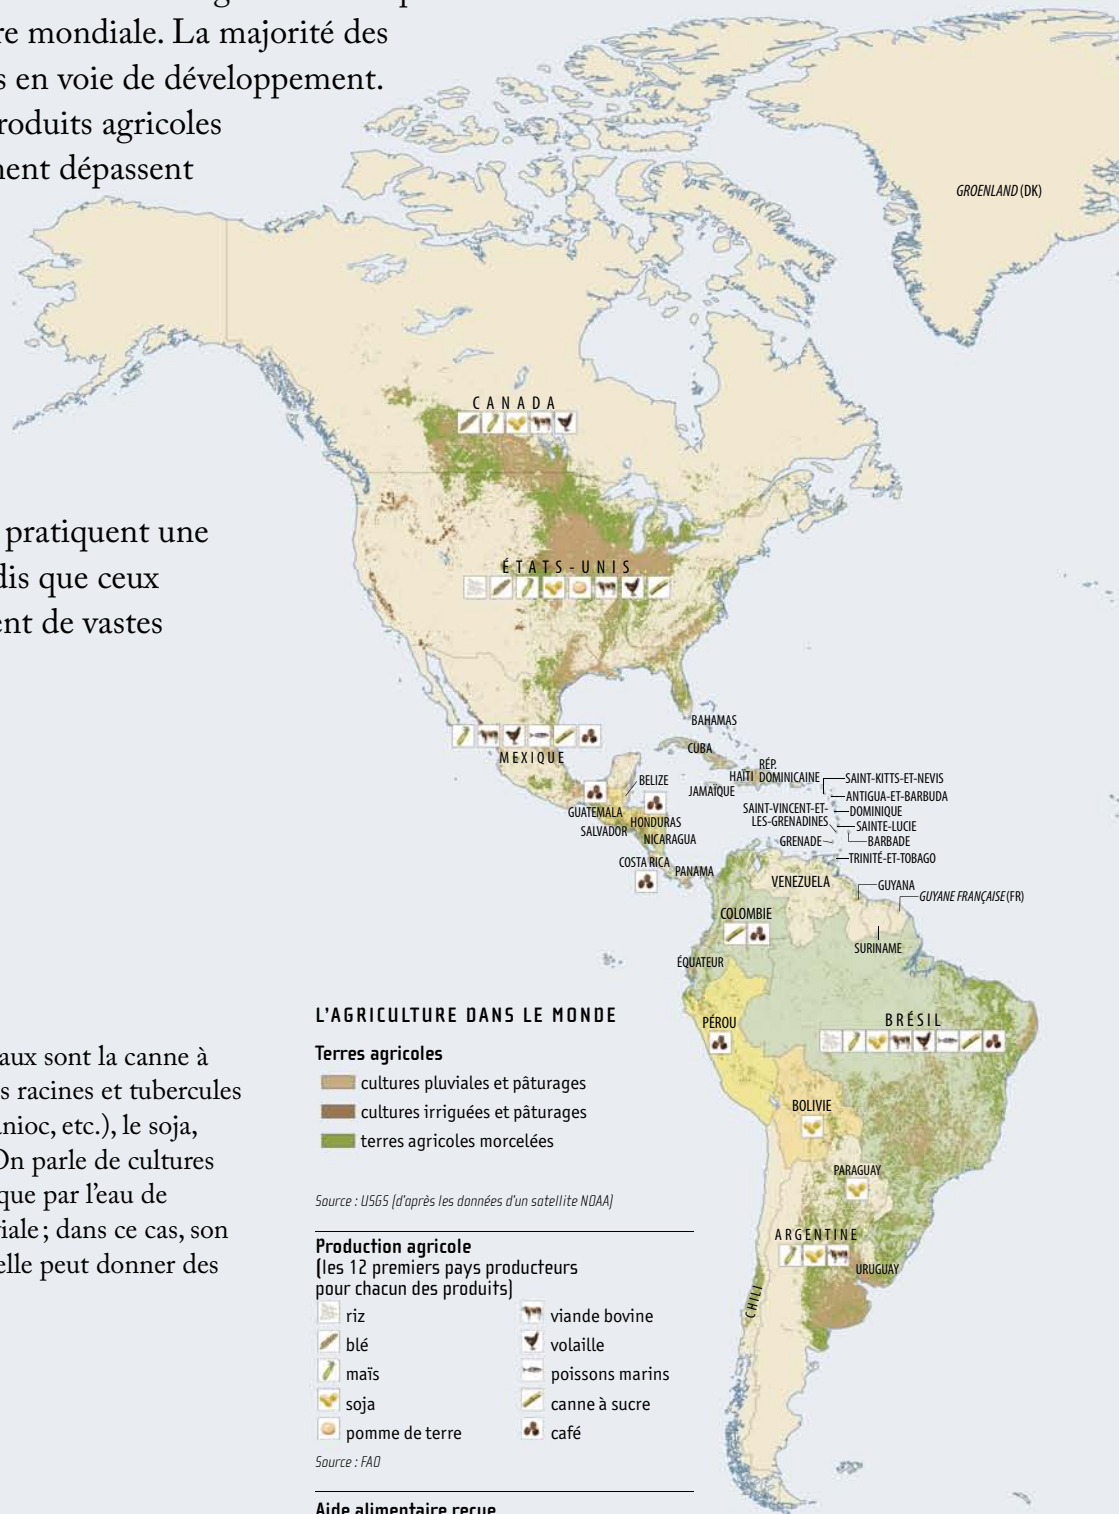 re mondiale. La majorité des
s en voie de développement.
roduits agricoles
nent dépassent
GROENLAND (DK)
CANADA
pratiquent une
dis que ceux
ent de vastes
ÉTATS-UNIS
MEXIQUE
BAHAMAS
CUBA
RÉP.
HAÏTI DOMINICAINE
JAMAÏQUE
SAINT-KITTS-ET-NEVIS
ANTIGUA-ET-BARBUDA
SAINT-VINCENT-ET-
LES-GRENADINES
DOMINIQUE
SAINTE-LUCIE
GRENADE
BARBADE
TRINITÉ-ET-TOBAGO
BELIZE
GUATEMALA
HONDURAS
SALVADOR
NICARAGUA
COSTA RICA
PANAMA
VENEZUELA
GUYANA
GUYANE FRANÇAISE (FR)
COLOMBIE
SURINAME
ÉQUATEUR
PÉROU
BRÉSIL
BOLIVIE
PARAGUAY
ARGENTINE
URUGUAY
CHILI
aux sont la canne à
s racines et tubercules
anioc, etc.), le soja,
On parle de cultures
que par l’eau de
iale ; dans ce cas, son
elle peut donner des
L’AGRICULTURE DANS LE MONDE
Terres agricoles
cultures pluviales et pâturages
cultures irriguées et pâturages
terres agricoles morcelées
Source : USGS (d’après les données d’un satellite NOAA)
Production agricole
(les 12 premiers pays producteurs
pour chacun des produits)
riz
blé
maïs
soja
pomme de terre
viande bovine
volaille
poissons marins
canne à sucre
café
Source : FAO
Aide alimentaire reçue